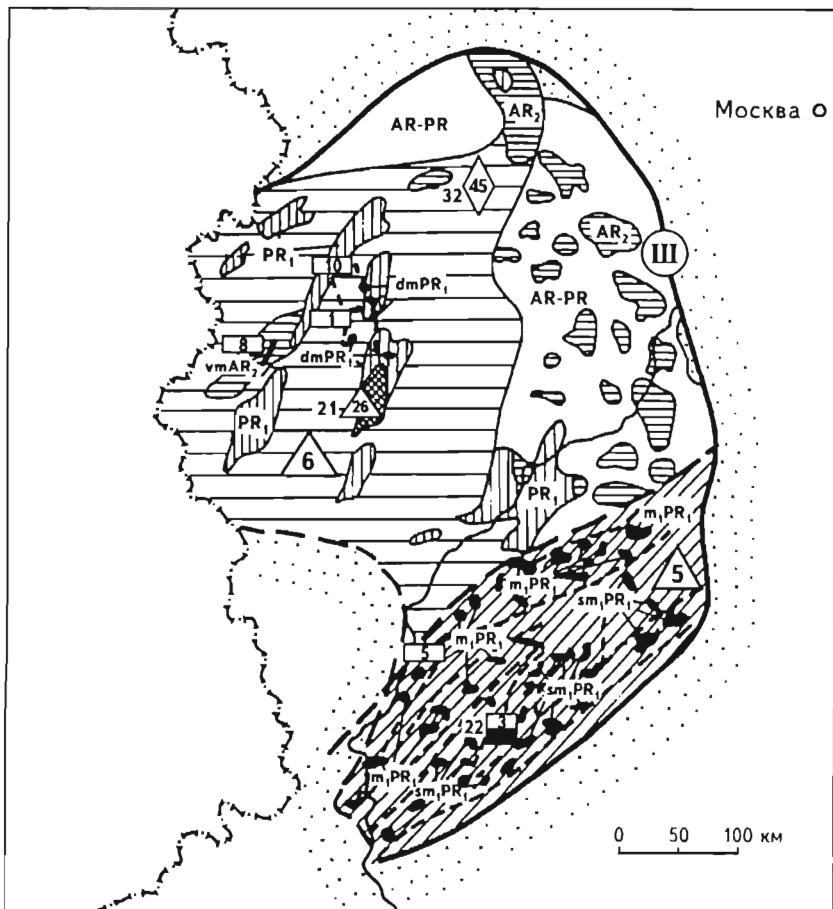 Москва
AR-PR
AR₂
45
32
AR₂
III
PR₁
10
dmPR₁
AR-PR
1
8
dmPR₁
vmAR₂
26
21
PR₁
6
PR₁
m₁PR₁
5
m₁PR₁
sm₁PR₁
m₁PR₁
5
sm₁PR₁
3
22
m₁PR₁
sm₁PR₁
0 50 100 км